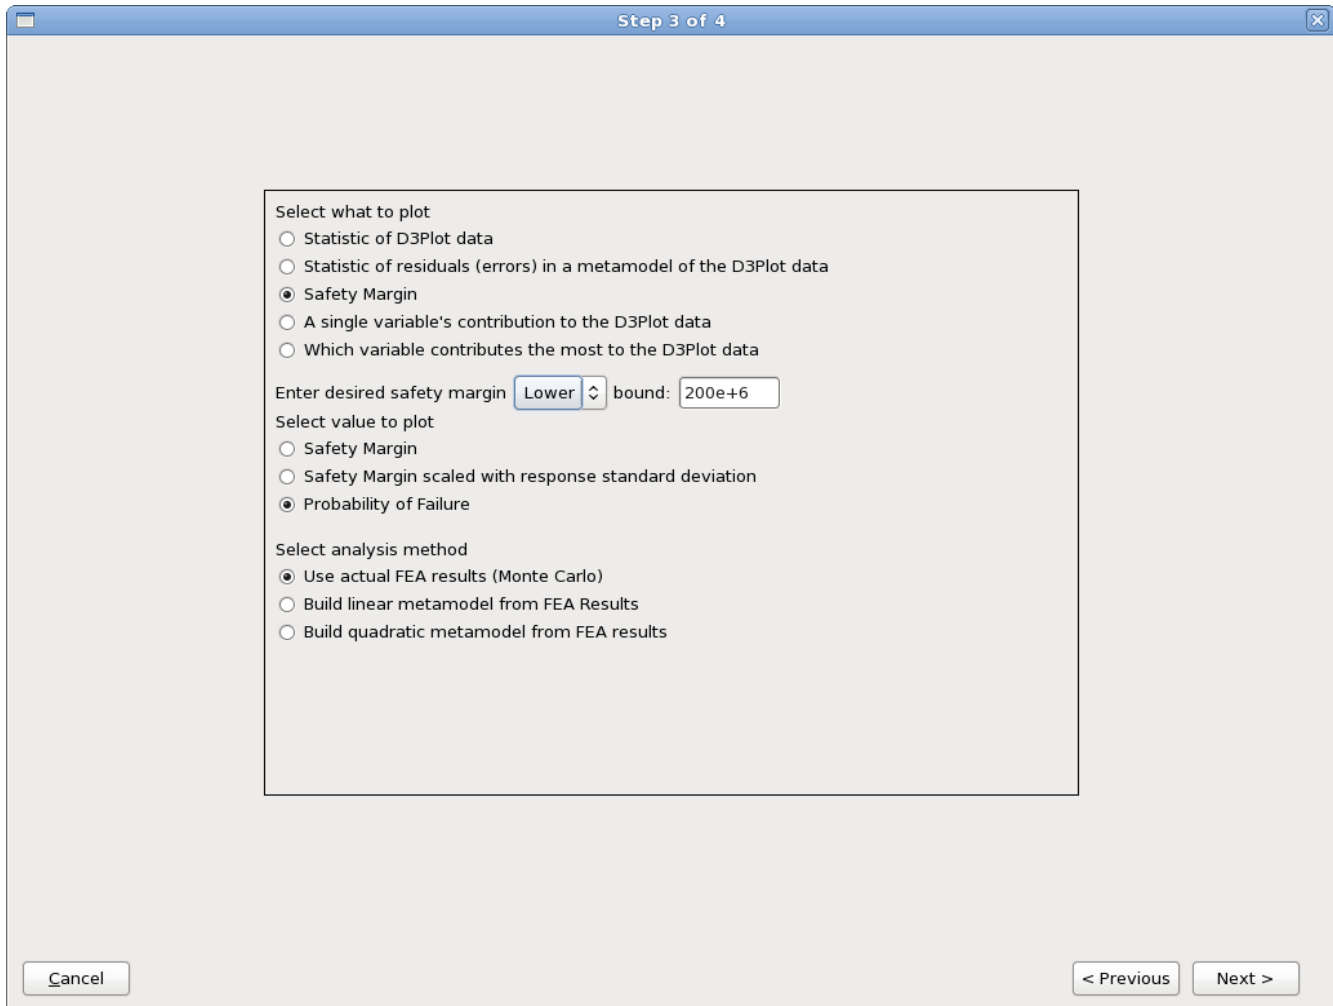 Step 3 of 4
Select what to plot
Statistic of D3Plot data
Statistic of residuals (errors) in a metamodel of the D3Plot data
Safety Margin
A single variable's contribution to the D3Plot data
Which variable contributes the most to the D3Plot data
Enter desired safety margin Lower bound: 200e+6
Select value to plot
Safety Margin
Safety Margin scaled with response standard deviation
Probability of Failure
Select analysis method
Use actual FEA results (Monte Carlo)
Build linear metamodel from FEA Results
Build quadratic metamodel from FEA results
Cancel < Previous Next >